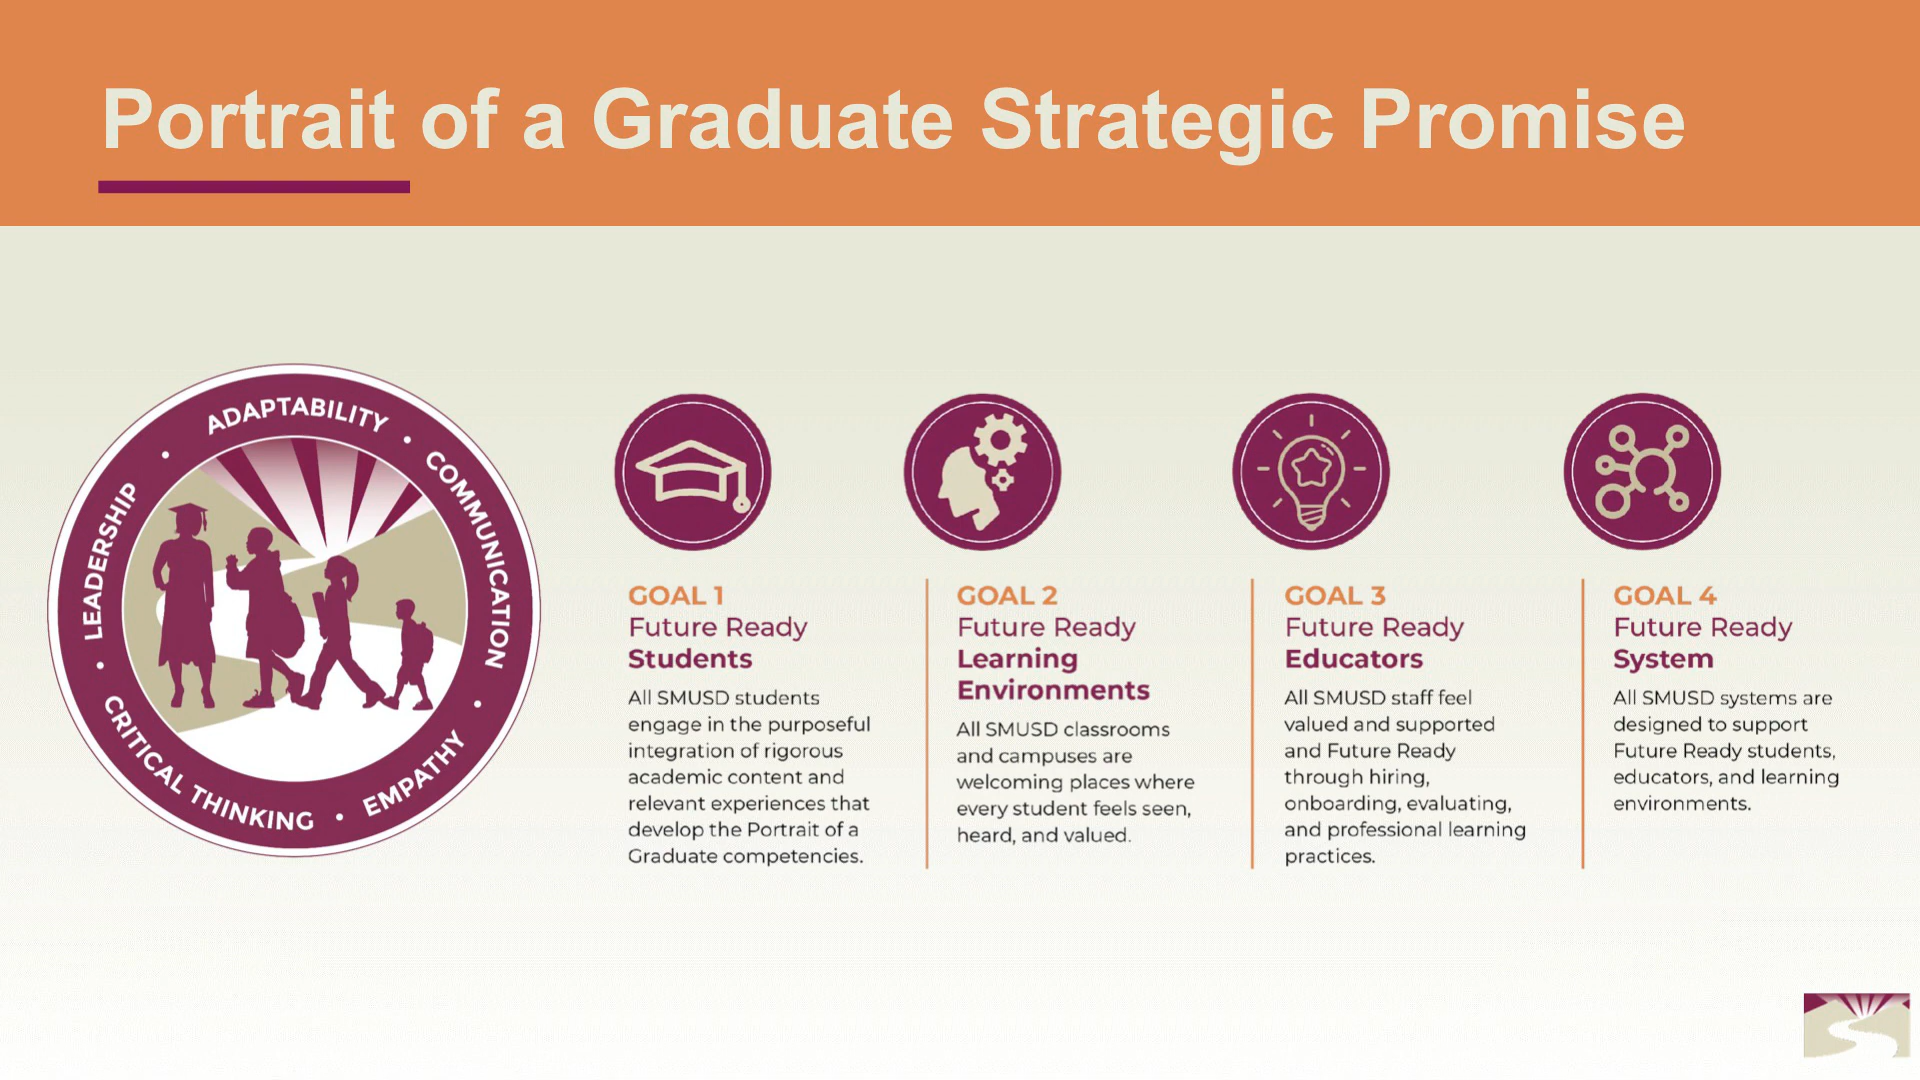 Portrait of a Graduate Strategic Promise
ADAPTABILITY • COMMUNICATION • EMPATHY • CRITICAL THINKING • LEADERSHIP •
GOAL 1
Future Ready
Students
All SMUSD students
engage in the purposeful
integration of rigorous
academic content and
relevant experiences that
develop the Portrait of a
Graduate competencies.
GOAL 2
Future Ready
Learning
Environments
All SMUSD classrooms
and campuses are
welcoming places where
every student feels seen,
heard, and valued.
GOAL 3
Future Ready
Educators
All SMUSD staff feel
valued and supported
and Future Ready
through hiring,
onboarding, evaluating,
and professional learning
practices.
GOAL 4
Future Ready
System
All SMUSD systems are
designed to support
Future Ready students,
educators, and learning
environments.